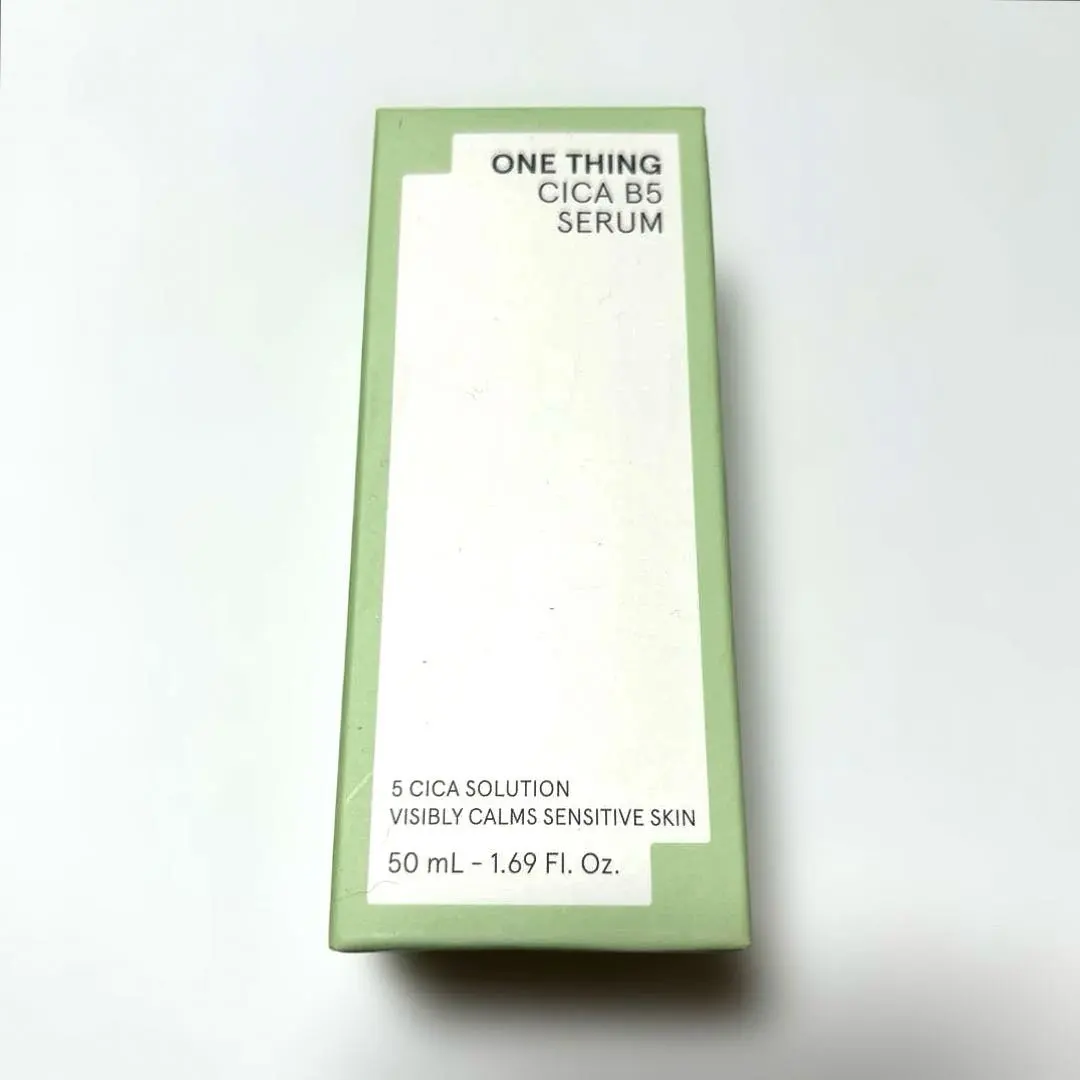 ONE THING
CICA B5
SERUM
5 CICA SOLUTION
VISIBLY CALMS SENSITIVE SKIN
50 mL - 1.69 Fl. Oz.